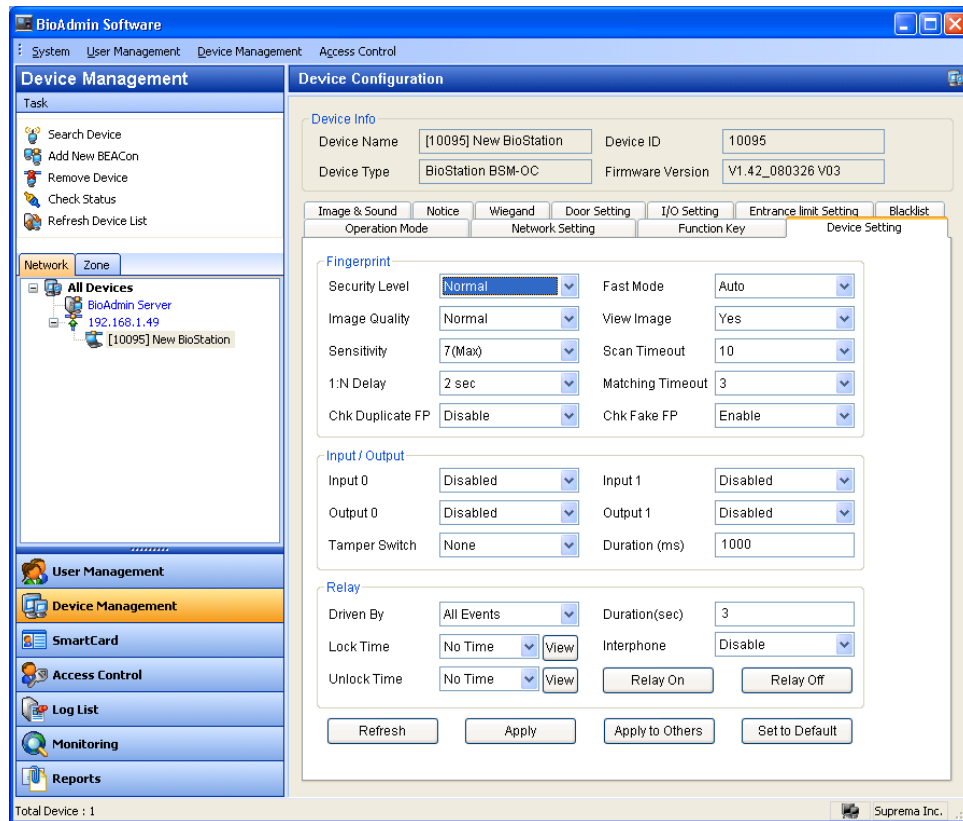 BioAdmin Software
System User Management Device Management Access Control
Device Management
Task
Search Device
Add New BEACon
Remove Device
Check Status
Refresh Device List
Network Zone
All Devices
BioAdmin Server
192.168.1.49
[10095] New BioStation
User Management
Device Management
SmartCard
Access Control
Log List
Monitoring
Reports
Device Configuration
Device Info
Device Name [10095] New BioStation Device ID 10095
Device Type BioStation BSM-OC Firmware Version V1.42_080326 V03
Image & Sound Notice Wiegand Door Setting I/O Setting Entrance limit Setting Blacklist
Operation Mode Network Setting Function Key Device Setting
Fingerprint
Security Level Normal Fast Mode Auto
Image Quality Normal View Image Yes
Sensitivity 7(Max) Scan Timeout 10
1:N Delay 2 sec Matching Timeout 3
Chk Duplicate FP Disable Chk Fake FP Enable
Input / Output
Input 0 Disabled Input 1 Disabled
Output 0 Disabled Output 1 Disabled
Tamper Switch None Duration (ms) 1000
Relay
Driven By All Events Duration(sec) 3
Lock Time No Time View Interphone Disable
Unlock Time No Time View Relay On Relay Off
Refresh Apply Apply to Others Set to Default
Total Device : 1 Suprema Inc.